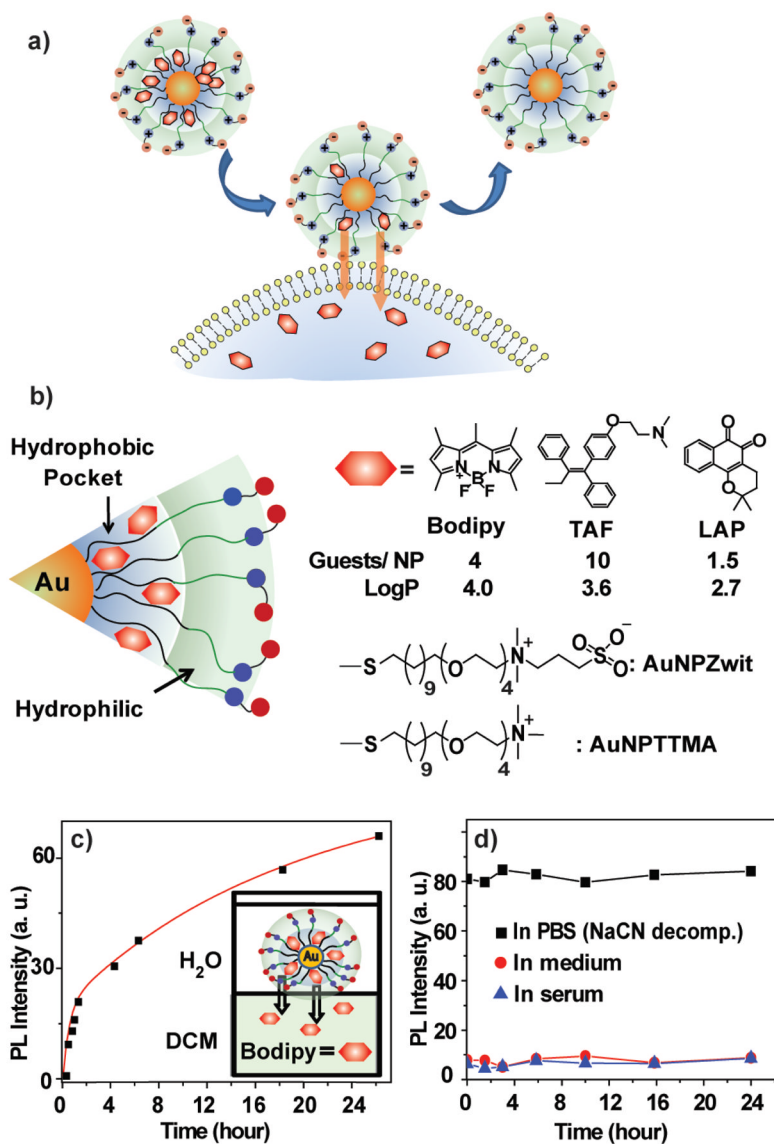 a)
b)
Hydrophobic
Pocket
Au
Hydrophilic
= 
Bodipy TAF LAP
Guests/ NP 4 10 1.5
LogP 4.0 3.6 2.7
: AuNPZwit
: AuNPTTMA
c)
PL Intensity (a. u.)
60
30
0
0 4 8 12 16 20 24
Time (hour)
H2O
DCM
Au
Bodipy=
d)
PL Intensity (a. u.)
80
60
40
20
0
0 4 8 12 16 20 24
Time (hour)
In PBS (NaCN decomp.)
In medium
In serum